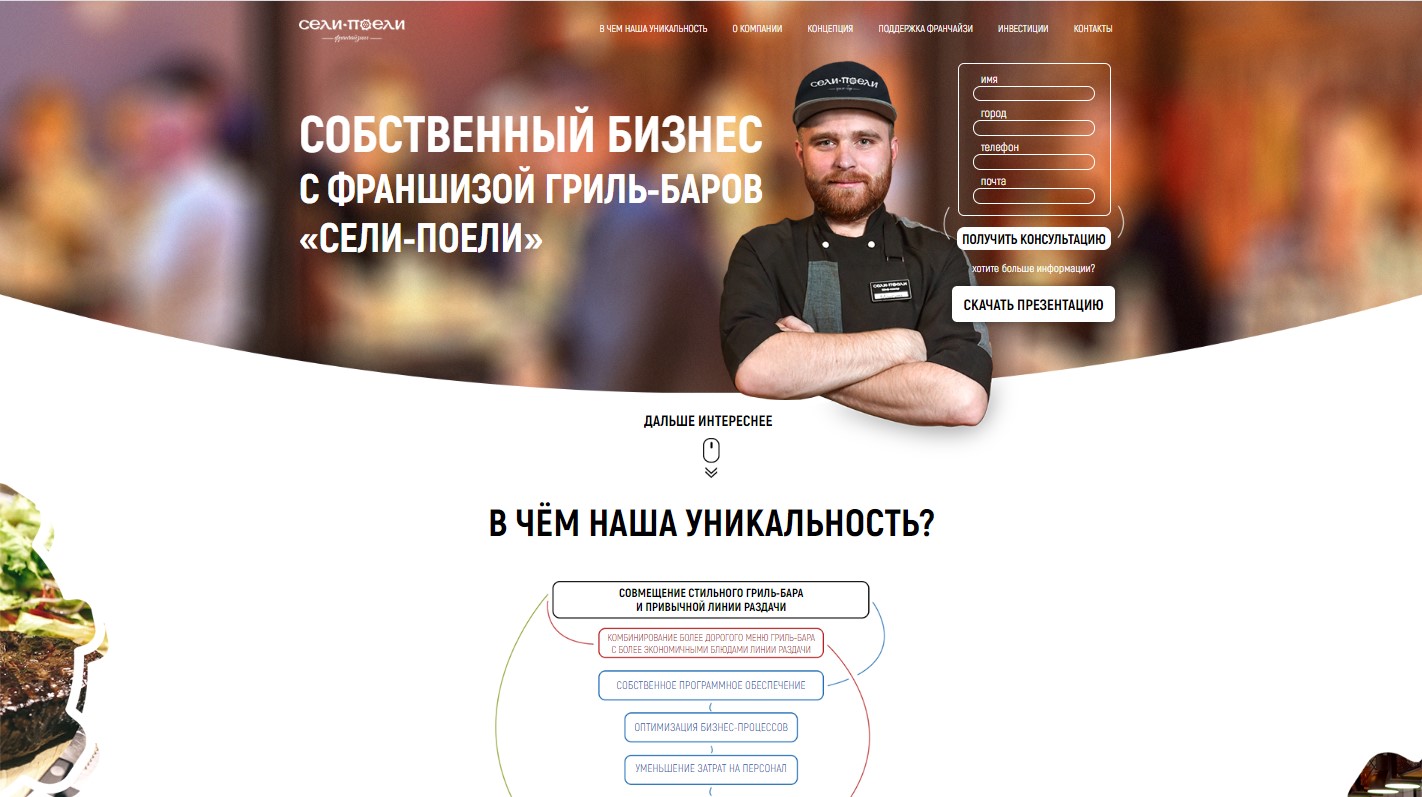 СЕЛИ·ПОЕЛИ
франчайзинг
В ЧЕМ НАША УНИКАЛЬНОСТЬ
О КОМПАНИИ
КОНЦЕПЦИЯ
ПОДДЕРЖКА ФРАНЧАЙЗИ
ИНВЕСТИЦИИ
КОНТАКТЫ
СОБСТВЕННЫЙ БИЗНЕС
С ФРАНШИЗОЙ ГРИЛЬ-БАРОВ
«СЕЛИ-ПОЕЛИ»
СЕЛИ·ПОЕЛИ
СЕЛИ·ПОЕЛИ
имя
город
телефон
почта
ПОЛУЧИТЬ КОНСУЛЬТАЦИЮ
хотите больше информации?
СКАЧАТЬ ПРЕЗЕНТАЦИЮ
ДАЛЬШЕ ИНТЕРЕСНЕЕ
В ЧЁМ НАША УНИКАЛЬНОСТЬ?
СОВМЕЩЕНИЕ СТИЛЬНОГО ГРИЛЬ-БАРА
И ПРИВЫЧНОЙ ЛИНИИ РАЗДАЧИ
КОМБИНИРОВАНИЕ БОЛЕЕ ДОРОГОГО МЕНЮ ГРИЛЬ-БАРА
С БОЛЕЕ ЭКОНОМИЧНЫМИ БЛЮДАМИ ЛИНИИ РАЗДАЧИ
СОБСТВЕННОЕ ПРОГРАММНОЕ ОБЕСПЕЧЕНИЕ
ОПТИМИЗАЦИЯ БИЗНЕС-ПРОЦЕССОВ
УМЕНЬШЕНИЕ ЗАТРАТ НА ПЕРСОНАЛ